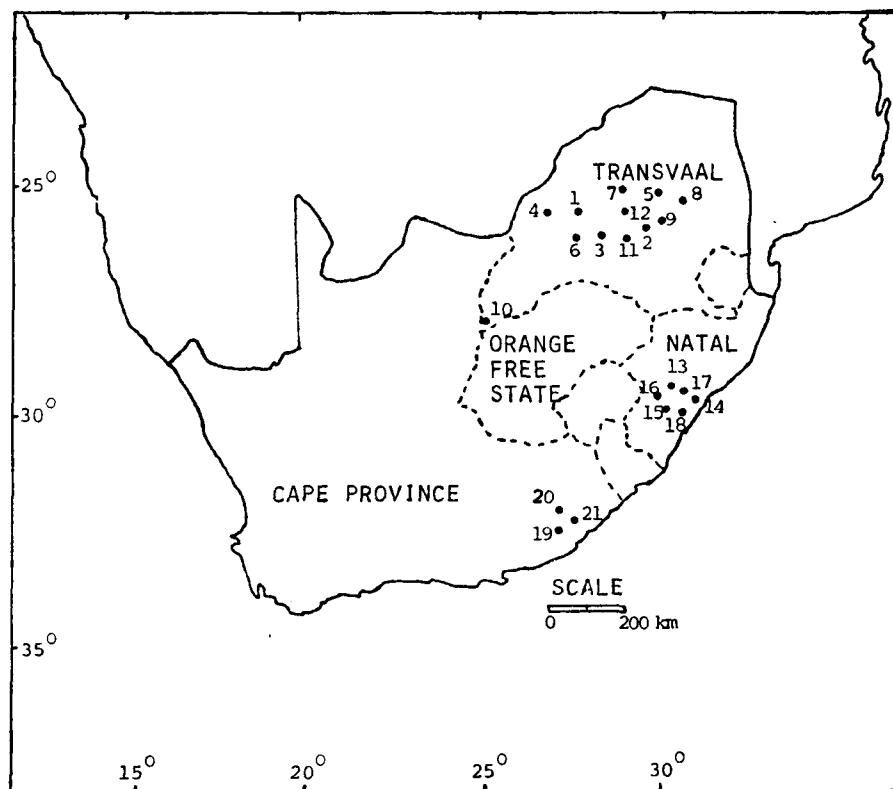 TRANSVAAL
25°
7 5 8
1
4 12 9
6 3 11 2
10
ORANGE NATAL
FREE
STATE
13
16 17
15 14
18
30°
CAPE PROVINCE
20
21
19
SCALE
0 200 km
35°
15° 20° 25° 30°